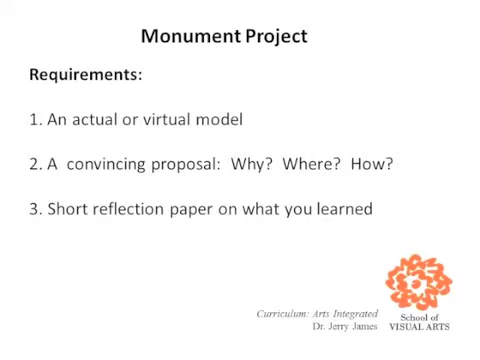 Monument Project
Requirements:
1. An actual or virtual model
2. A  convincing proposal:  Why?  Where?  How?
3. Short reflection paper on what you learned
Curriculum: Arts Integrated
Dr. Jerry James
School of
VISUAL ARTS